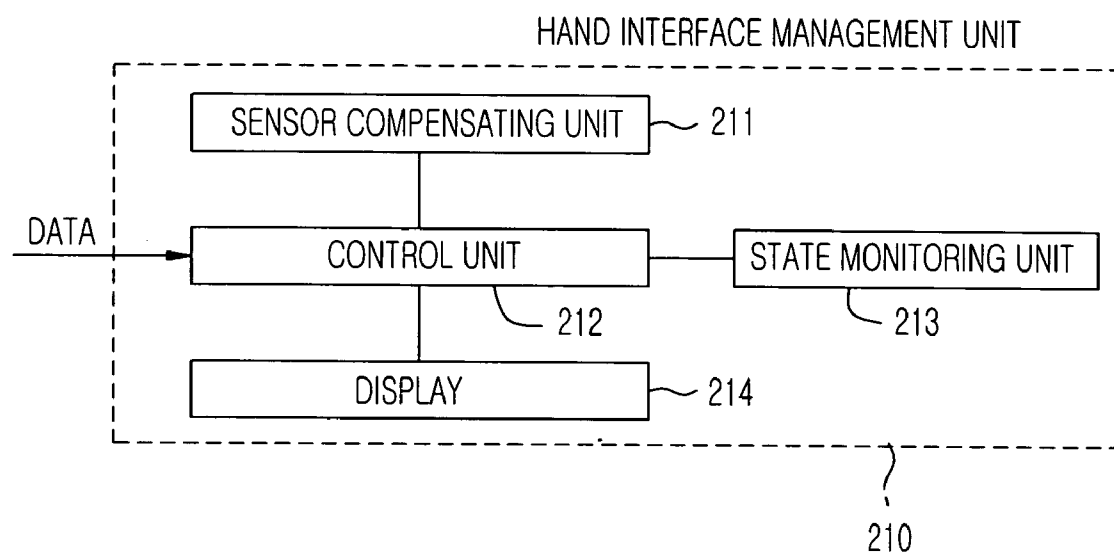 HAND INTERFACE MANAGEMENT UNIT
SENSOR COMPENSATING UNIT
211
DATA
CONTROL UNIT
STATE MONITORING UNIT
212
213
DISPLAY
214
210